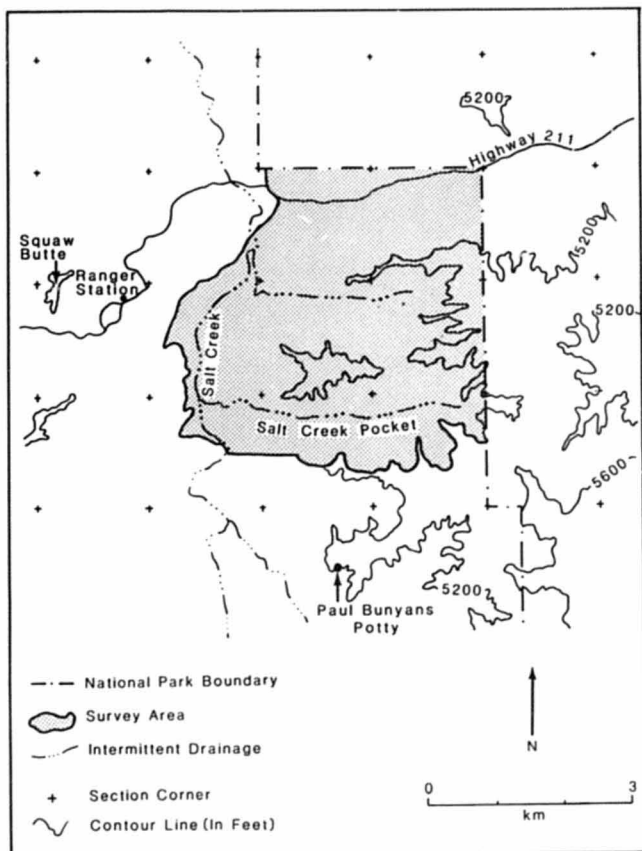 5200
Highway 211
5200
Squaw
Butte
Ranger
Station
5200
Salt Creek
Salt Creek Pocket
5600
5200
Paul Bunyans
Potty
National Park Boundary
Survey Area
Intermittent Drainage
Section Corner
Contour Line (In Feet)
N
0 3
km